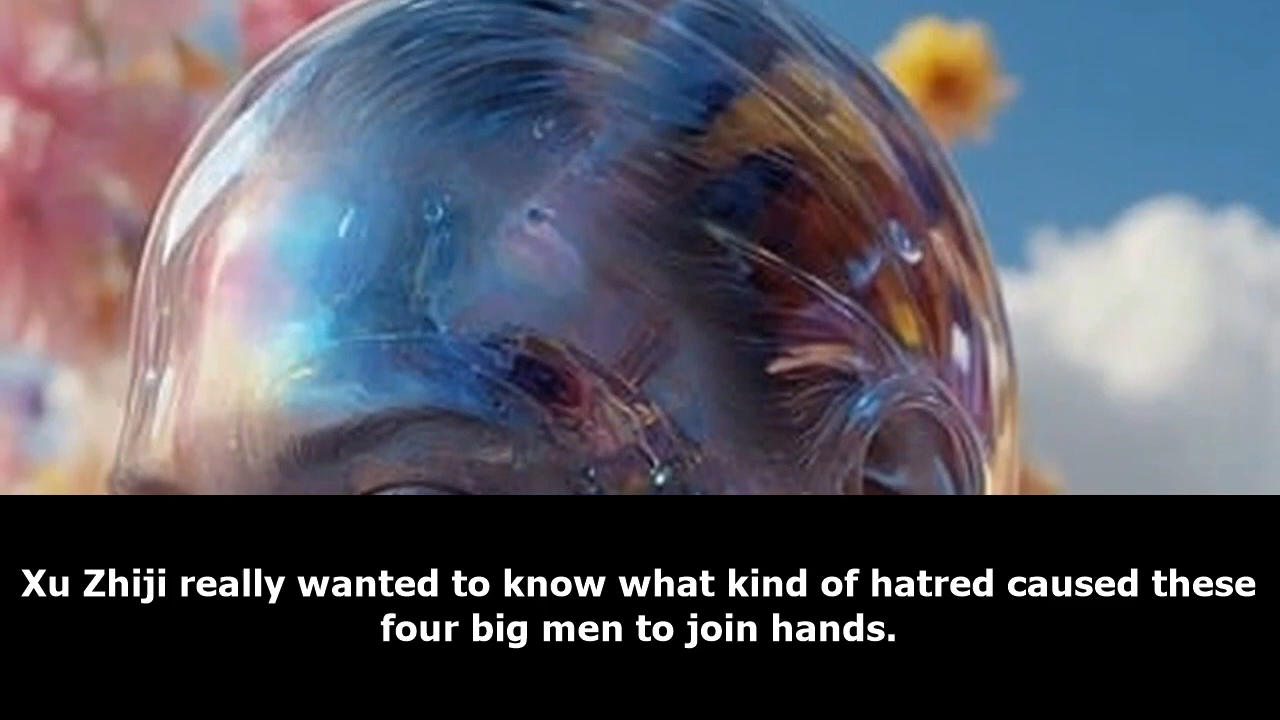 Xu Zhiji really wanted to know what kind of hatred caused these
four big men to join hands.